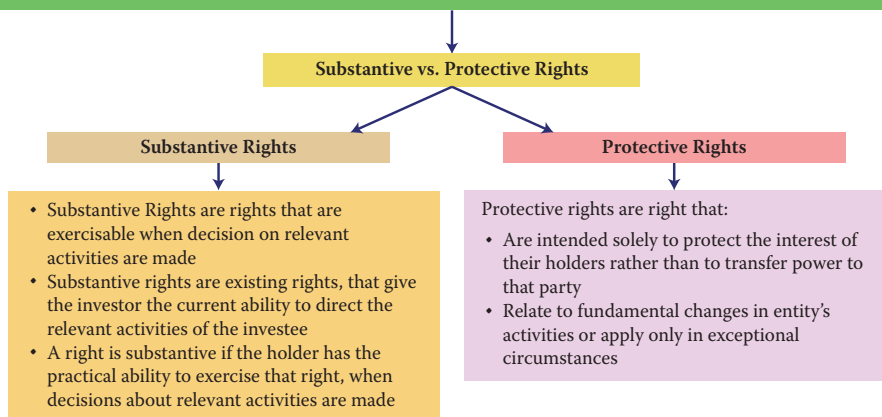 Substantive vs. Protective Rights
Substantive Rights
• Substantive Rights are rights that are
exercisable when decision on relevant
activities are made
• Substantive rights are existing rights, that give
the investor the current ability to direct the
relevant activities of the investee
• A right is substantive if the holder has the
practical ability to exercise that right, when
decisions about relevant activities are made
Protective Rights
Protective rights are right that:
• Are intended solely to protect the interest of
their holders rather than to transfer power to
that party
• Relate to fundamental changes in entity’s
activities or apply only in exceptional
circumstances